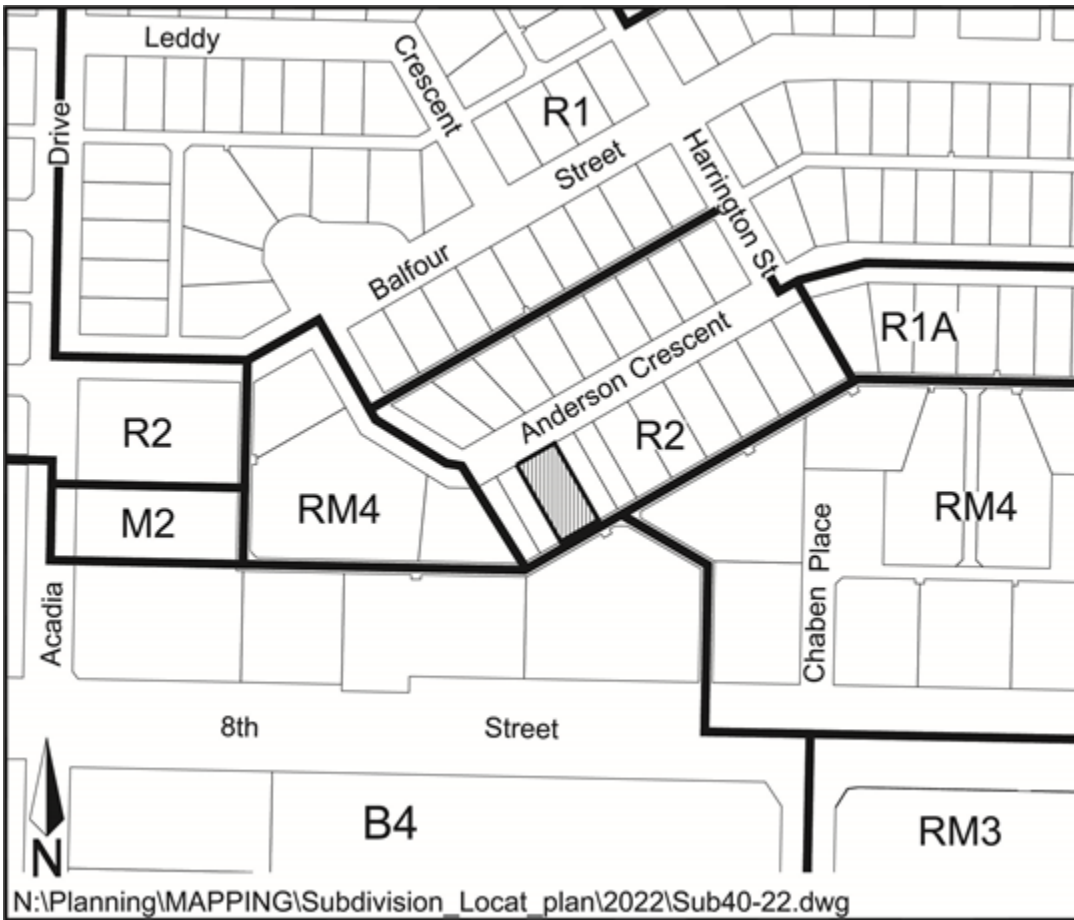 Leddy
Crescent
Drive
R1
Street
Harrington St
Balfour
R1A
Anderson Crescent
R2
R2
RM4
RM4
M2
Chaben Place
Acadia
8th Street
N
B4
RM3
N:\Planning\MAPPING\Subdivision_Locat_plan\2022\Sub40-22.dwg